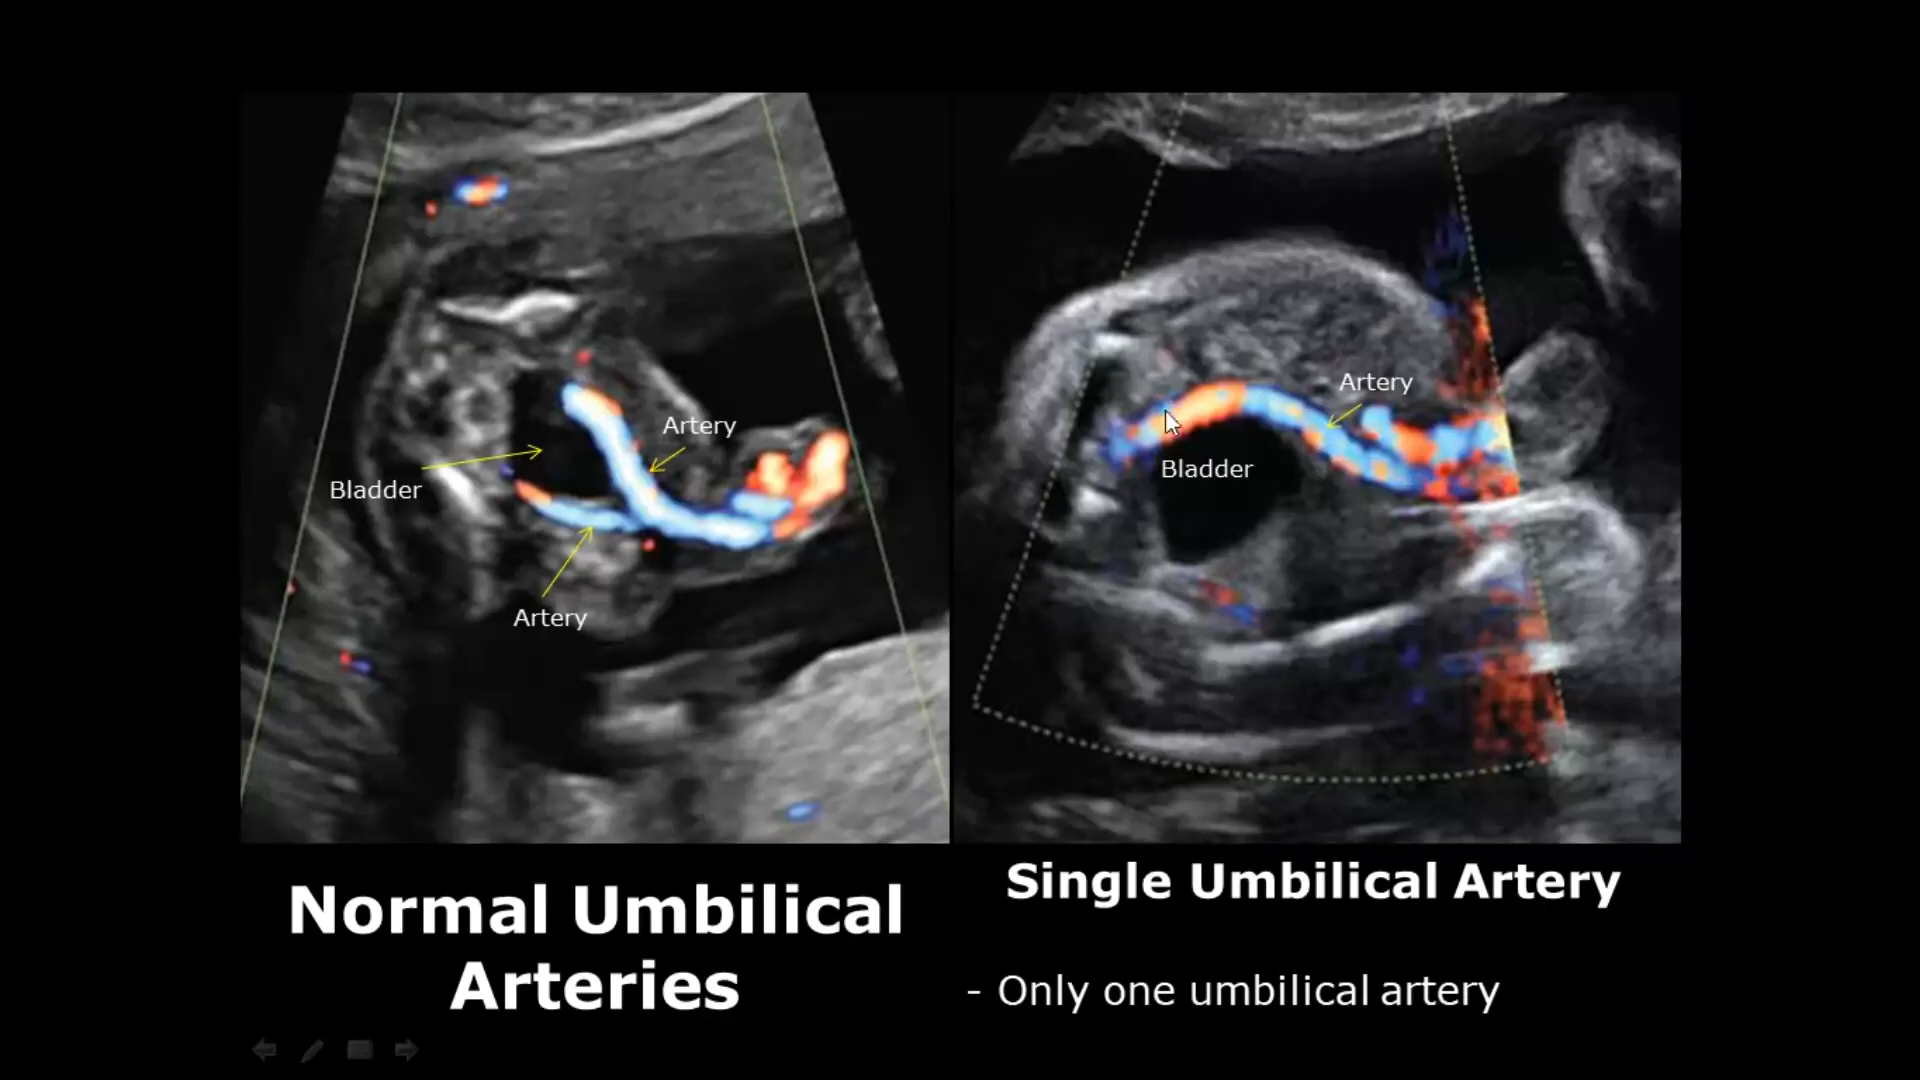 Artery
Bladder
Artery
Artery
Bladder
Normal Umbilical
Arteries
Single Umbilical Artery
- Only one umbilical artery